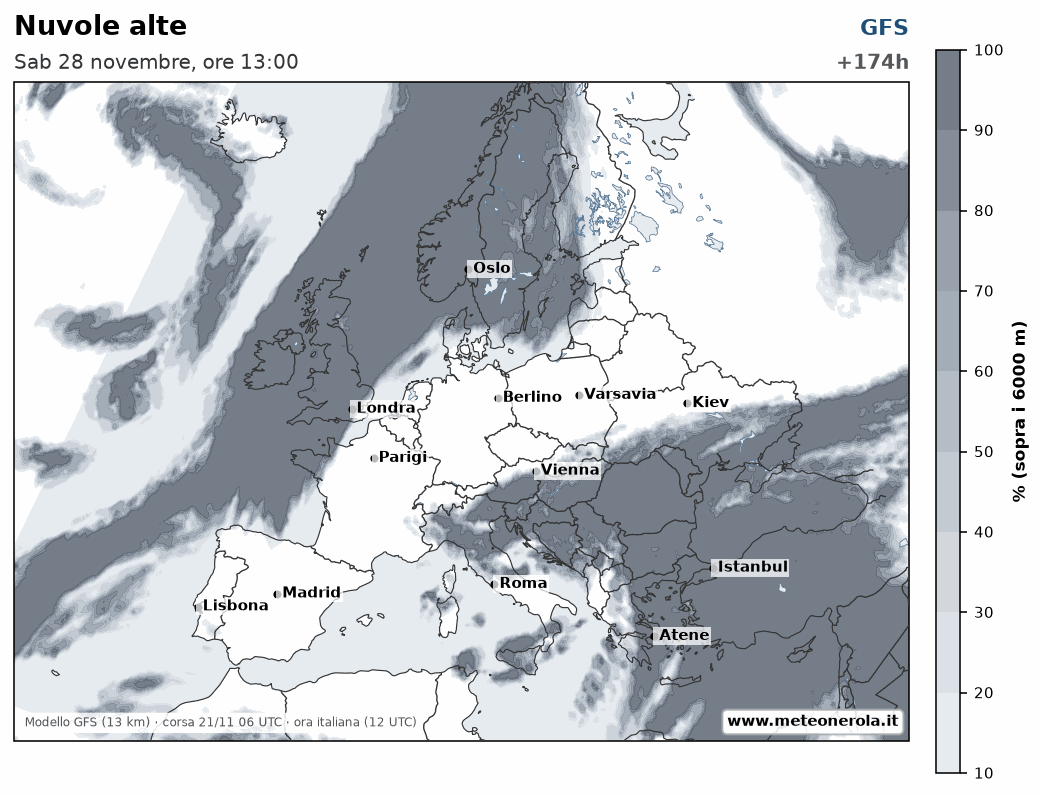 Nuvole alte
GFS
Sab 28 novembre, ore 13:00
+174h
Oslo
Londra
Berlino
Varsavia
Kiev
Parigi
Vienna
Istanbul
Roma
Madrid
Lisbona
Atene
Modello GFS (13 km) · corsa 21/11 06 UTC · ora italiana (12 UTC)
www.meteonerola.it
100
90
80
70
60
50
40
30
20
10
% (sopra i 6000 m)